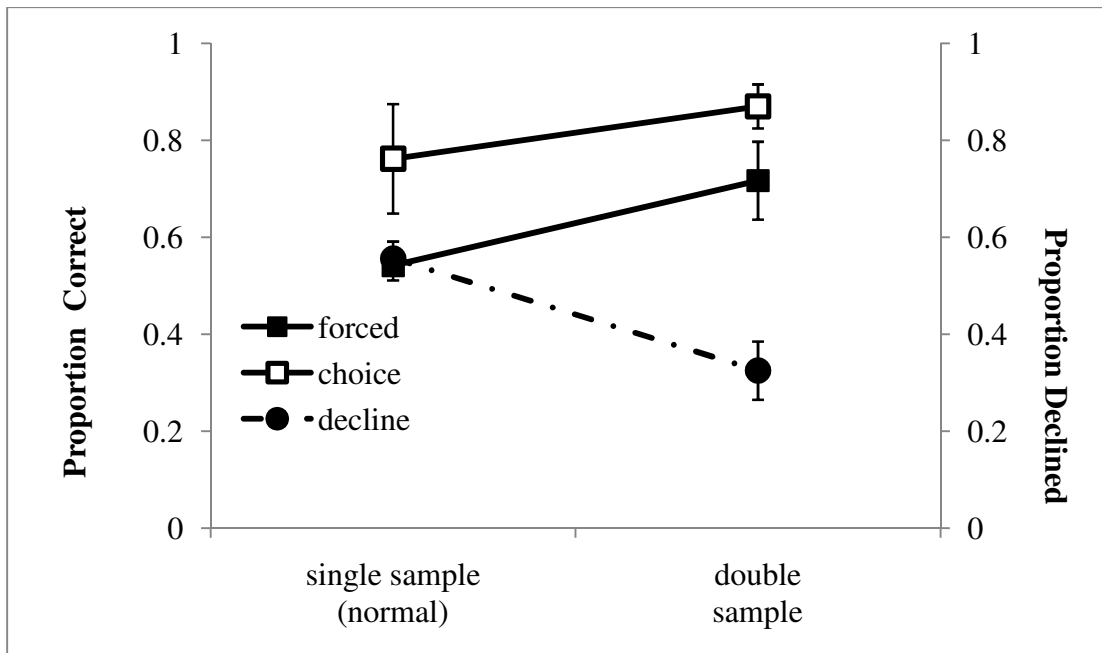 1
0.8
0.6
0.4
0.2
0
Proportion Correct
forced
choice
decline
1
0.8
0.6
0.4
0.2
0
Proportion Declined
single sample
(normal)
double
sample